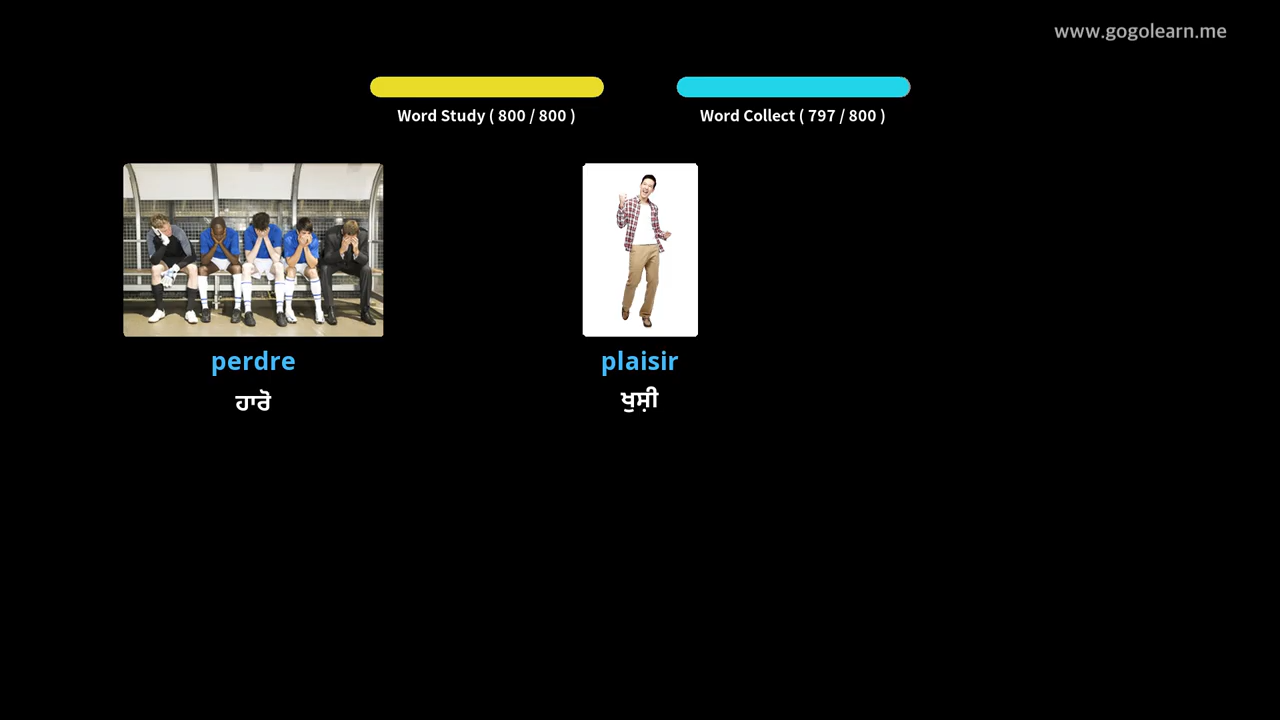 www.gogolearn.me
Word Study ( 800 / 800 )
Word Collect ( 797 / 800 )
perdre
plaisir
ਹਾਰੋ
ਖੁਸ਼ੀ